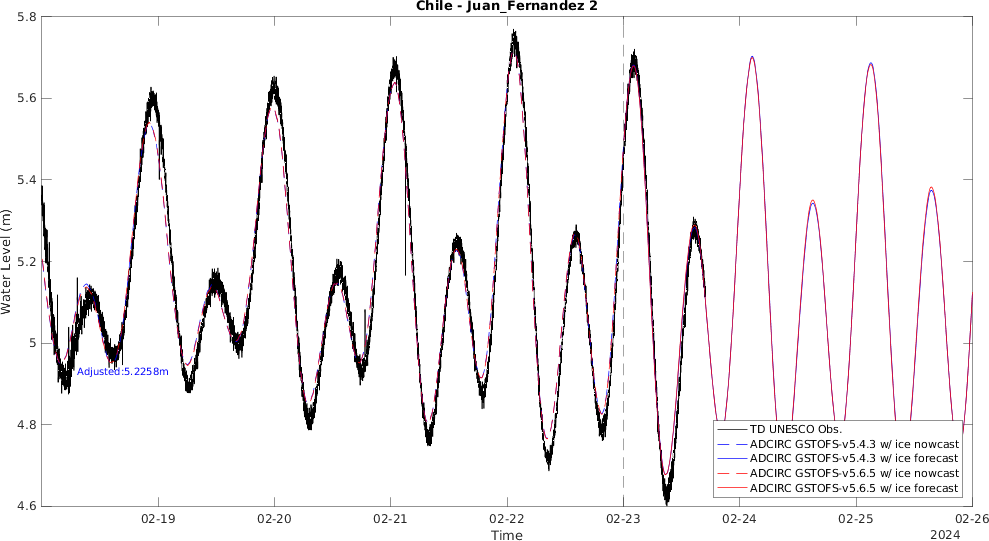 Chile - Juan_Fernandez 2
5.8
5.6
5.4
5.2
5
4.8
4.6
Water Level (m)
Adjusted:5.2258m
TD UNESCO Obs.
ADCIRC GSTOFS-v5.4.3 w/ ice nowcast
ADCIRC GSTOFS-v5.4.3 w/ ice forecast
ADCIRC GSTOFS-v5.6.5 w/ ice nowcast
ADCIRC GSTOFS-v5.6.5 w/ ice forecast
02-19 02-20 02-21 02-22 02-23 02-24 02-25 02-26
Time
2024